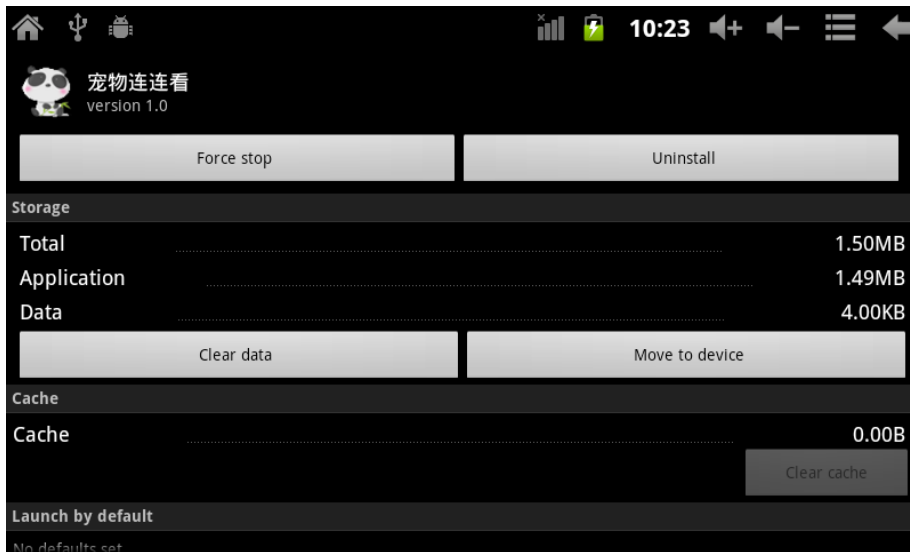 10:23
宠物连连看
version 1.0
Force stop Uninstall
Storage
Total 1.50MB
Application 1.49MB
Data 4.00KB
Clear data Move to device
Cache
Cache 0.00B
Clear cache
Launch by default
No defaults set